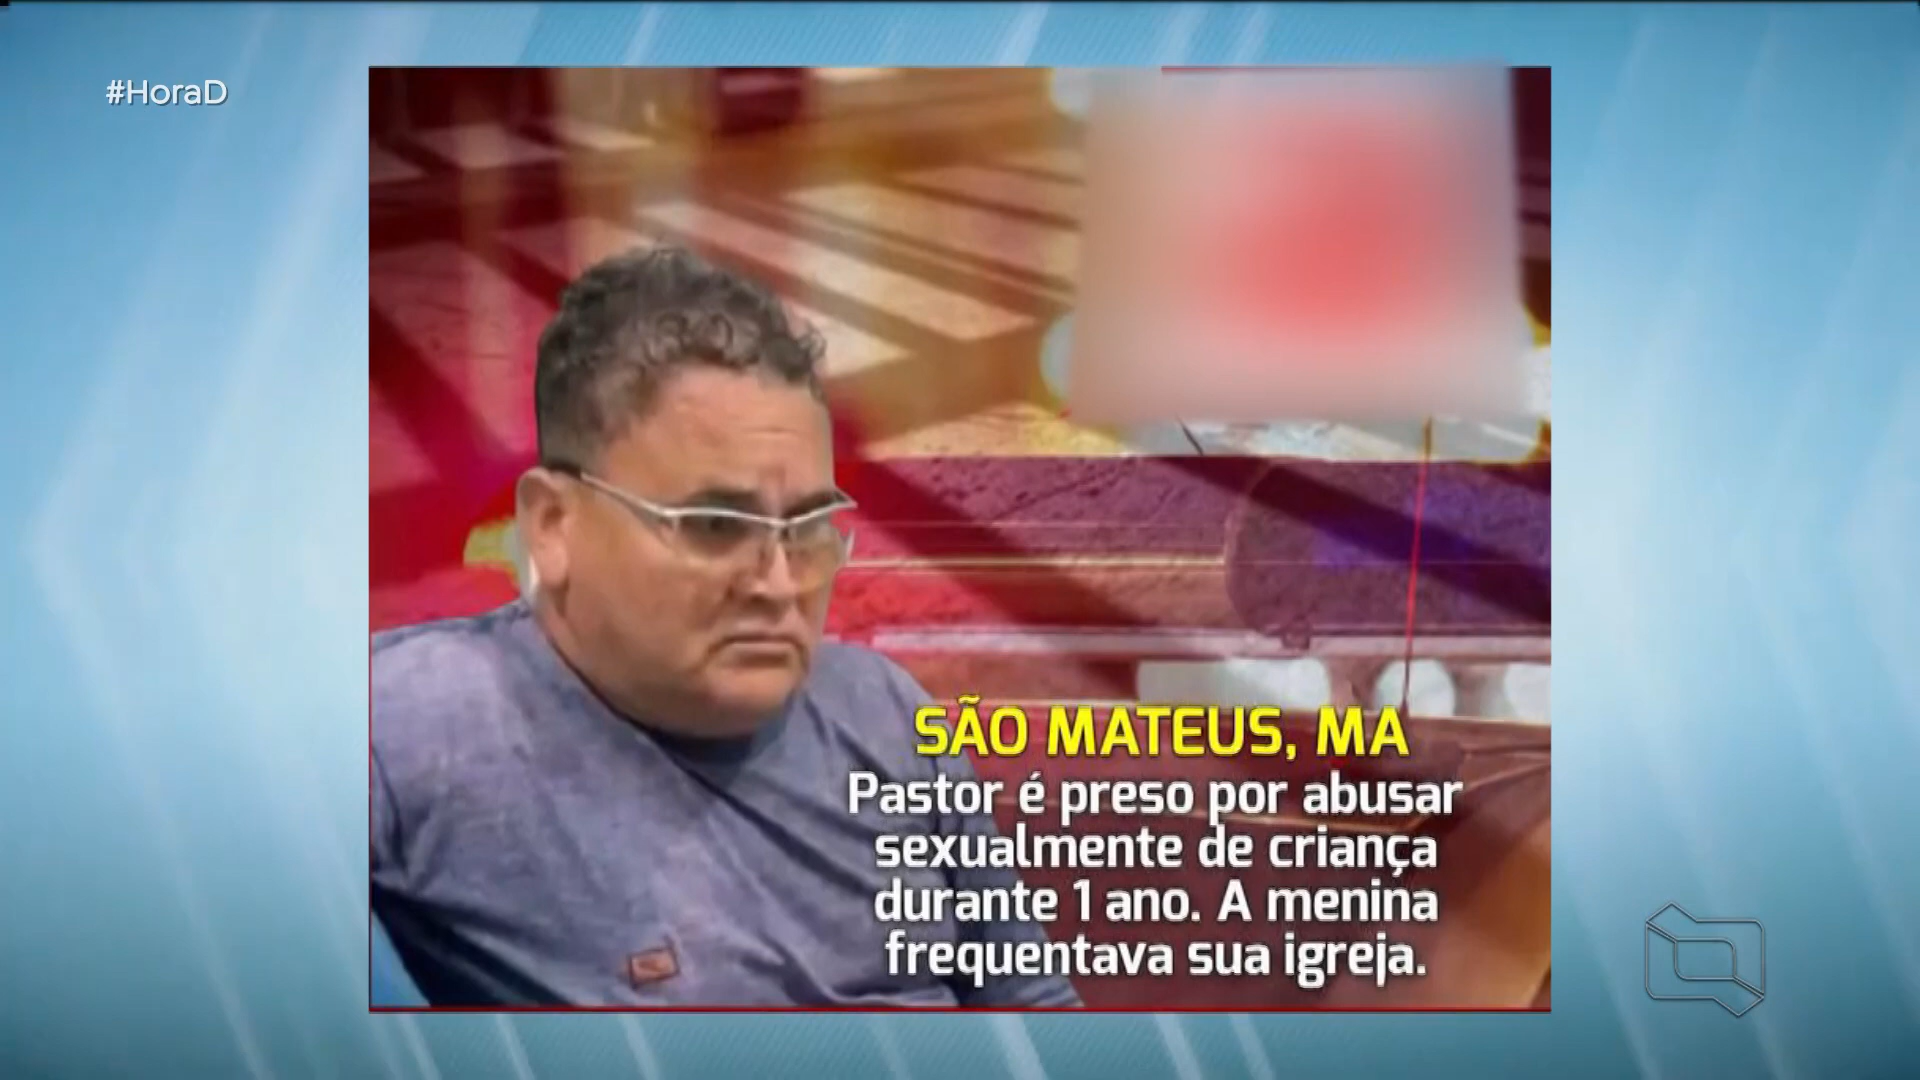 #HoraD
SÃO MATEUS, MA
Pastor é preso por abusar
sexualmente de criança
durante 1 ano. A menina
frequentava sua igreja.